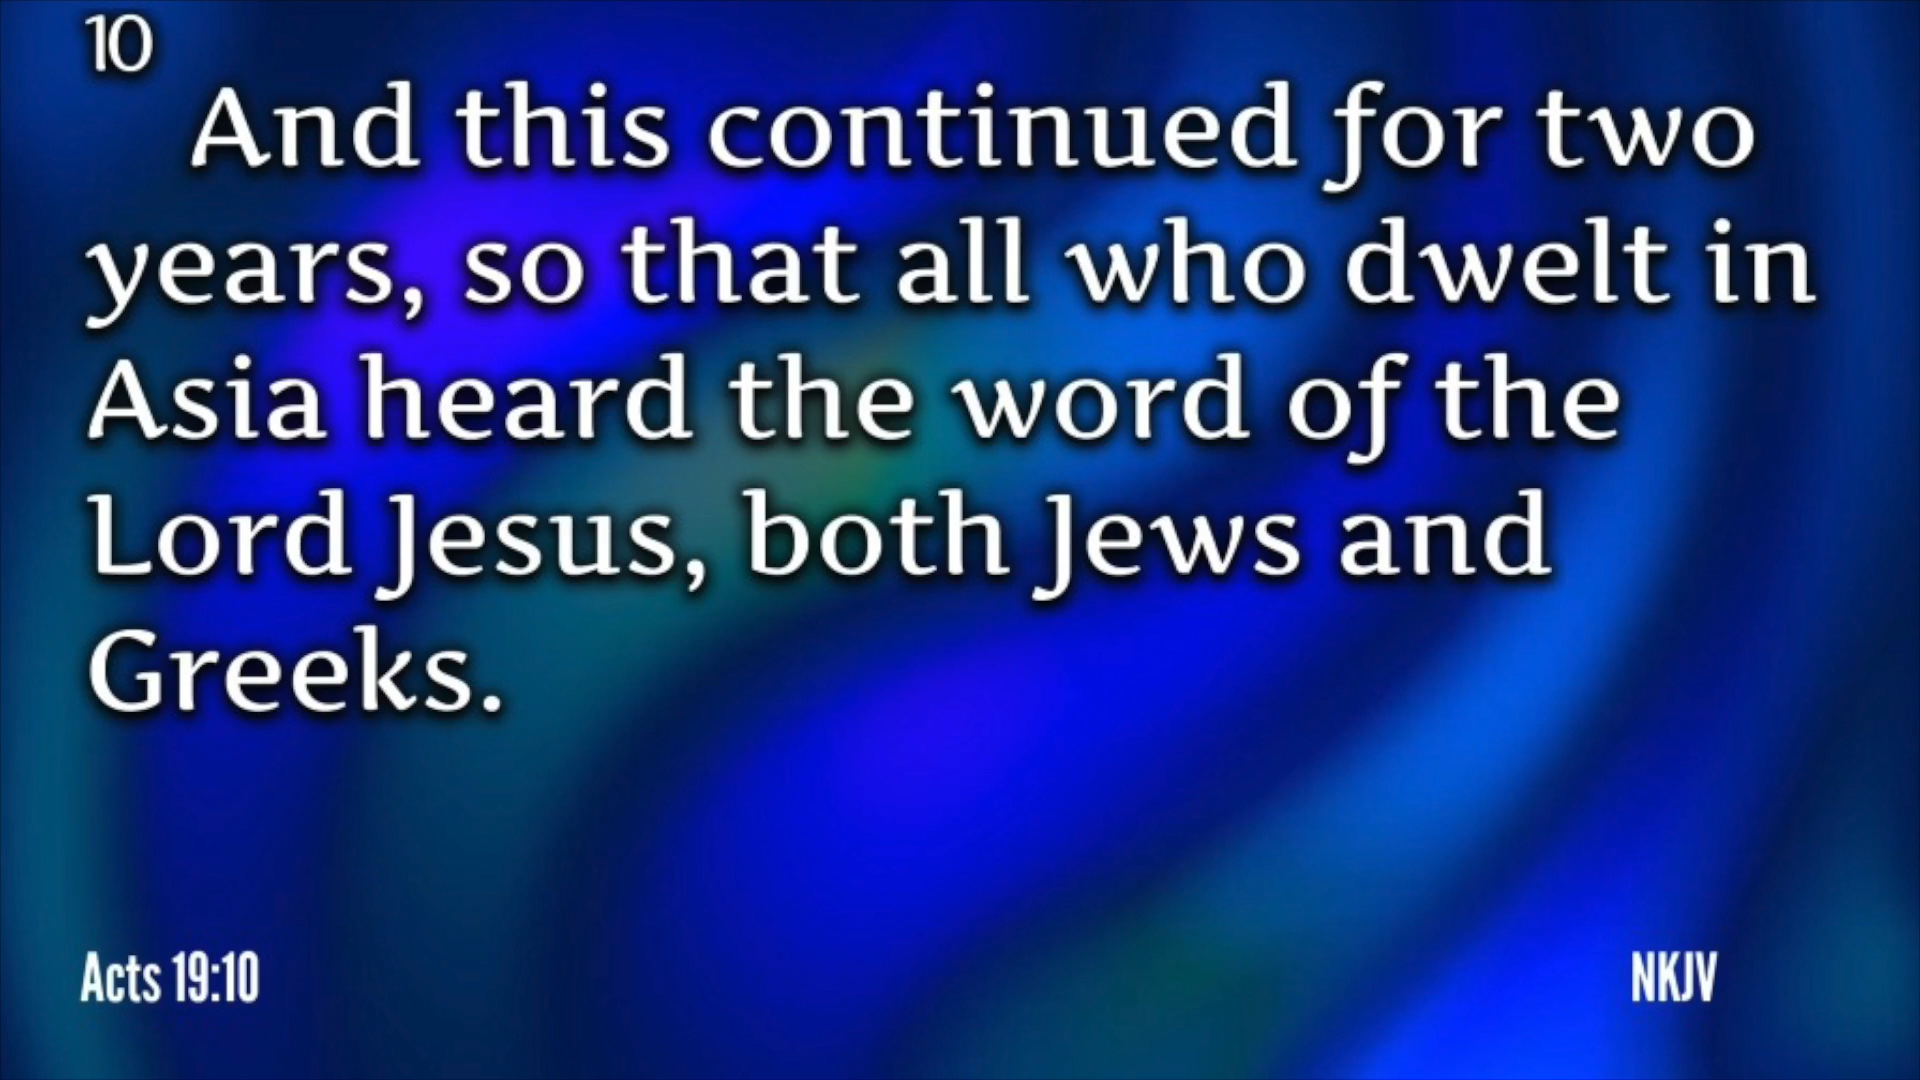 10
And this continued for two
years, so that all who dwelt in
Asia heard the word of the
Lord Jesus, both Jews and
Greeks.
Acts 19:10
NKJV